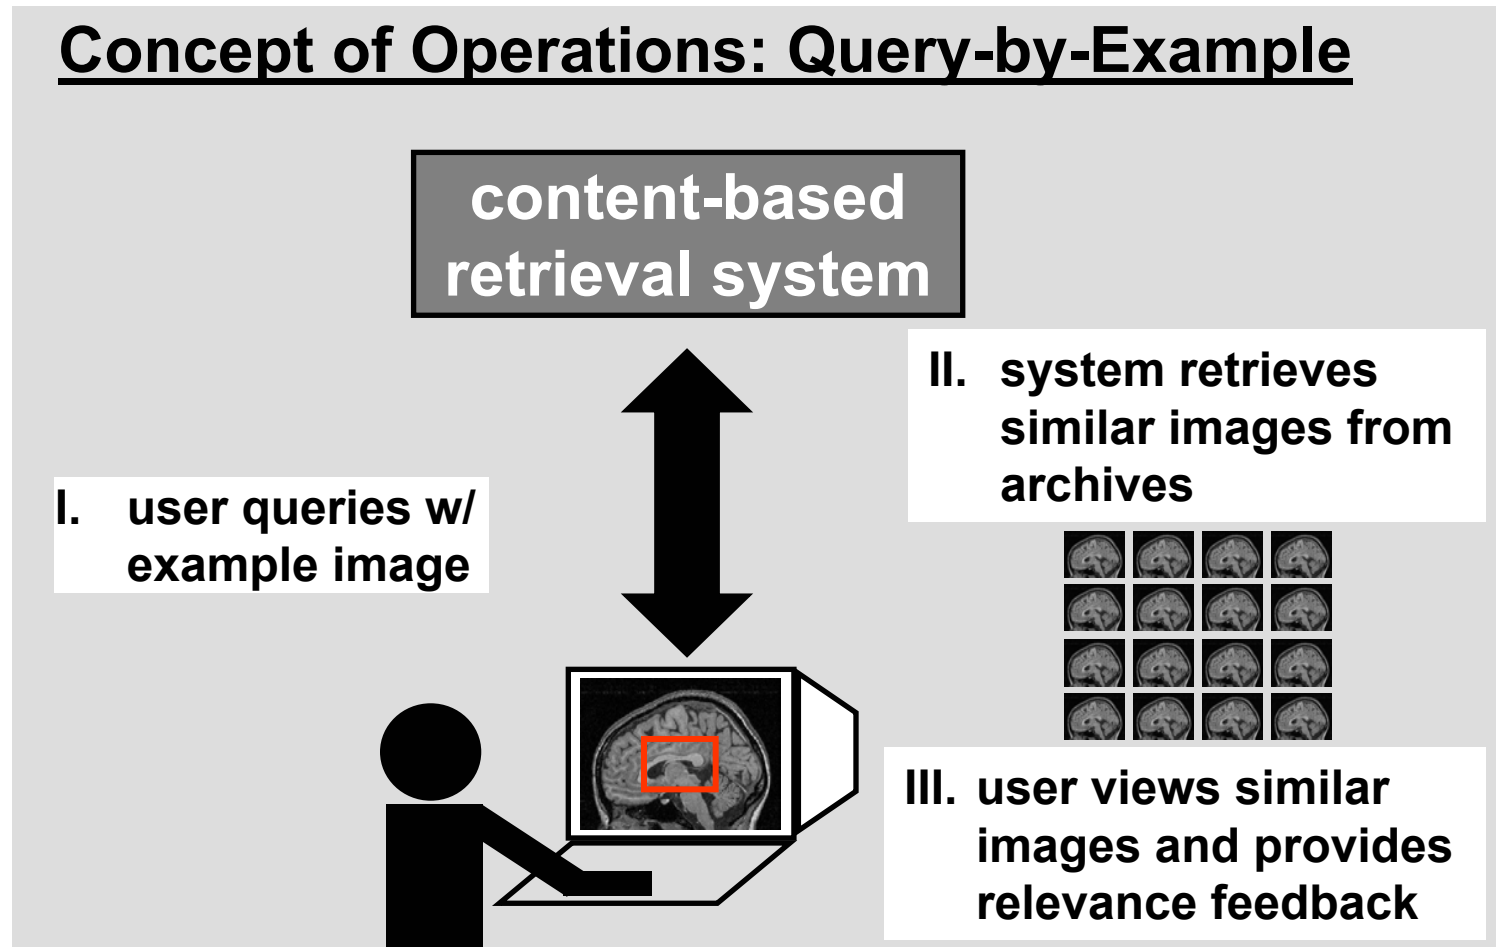 Concept of Operations: Query-by-Example
content-based
retrieval system
I. user queries w/
example image
II. system retrieves
similar images from
archives
III. user views similar
images and provides
relevance feedback